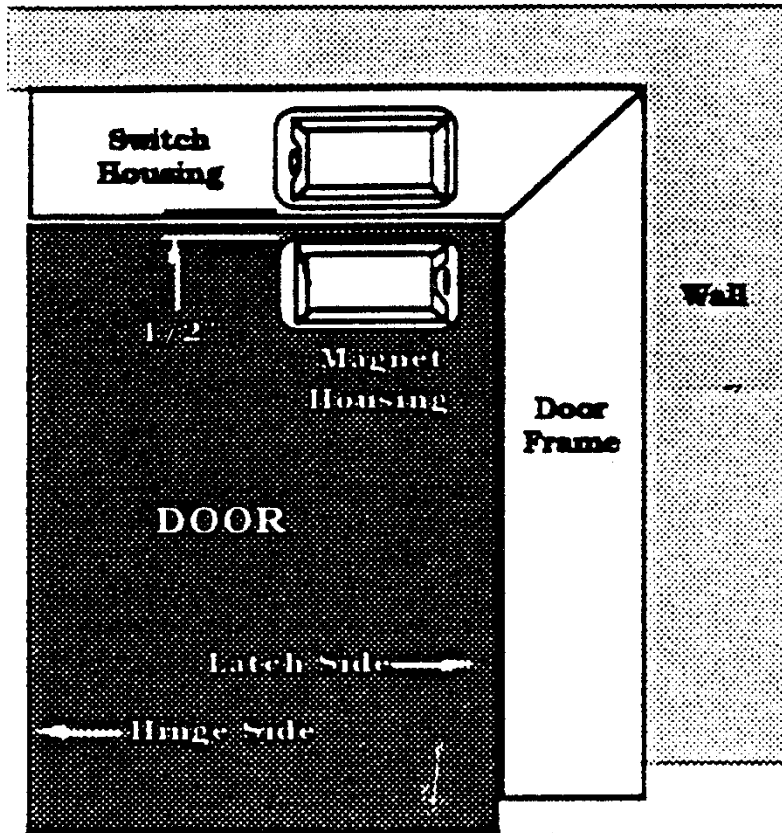 Switch
Housing
1/2"
Magnet
Housing
Wall
Door
Frame
DOOR
Latch Side
Hinge Side